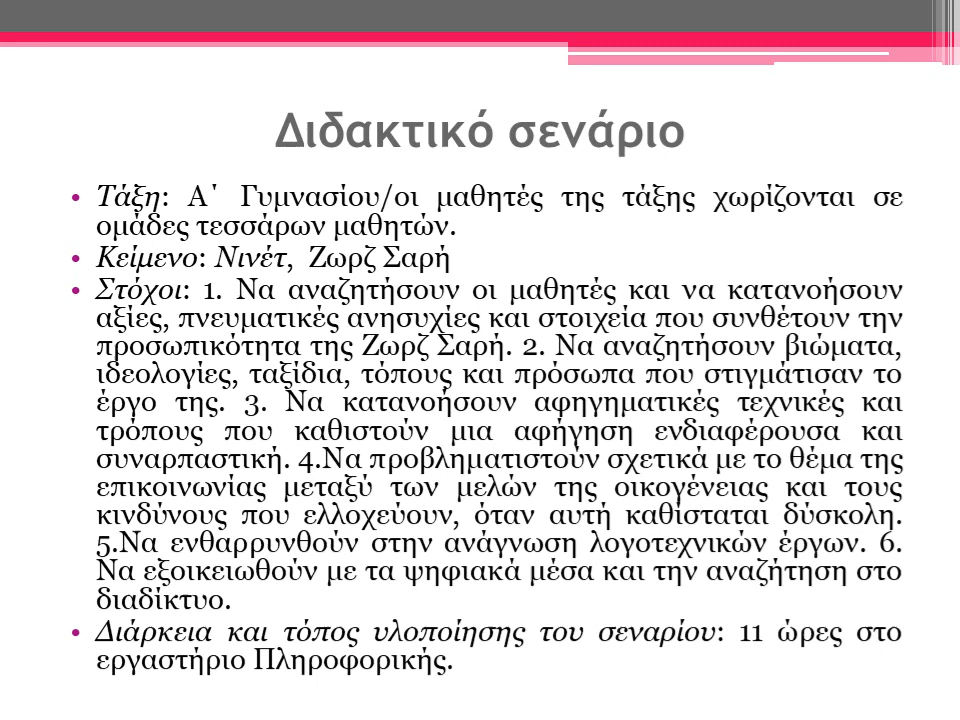 Διδακτικό σενάριο
• Τάξη: Α΄ Γυμνασίου/οι μαθητές της τάξης χωρίζονται σε
ομάδες τεσσάρων μαθητών.
• Κείμενο: Νινέτ, Ζωρζ Σαρή
• Στόχοι: 1. Να αναζητήσουν οι μαθητές και να κατανοήσουν
αξίες, πνευματικές ανησυχίες και στοιχεία που συνθέτουν την
προσωπικότητα της Ζωρζ Σαρή. 2. Να αναζητήσουν βιώματα,
ιδεολογίες, ταξίδια, τόπους και πρόσωπα που στιγμάτισαν το
έργο της. 3. Να κατανοήσουν αφηγηματικές τεχνικές και
τρόπους που καθιστούν μια αφήγηση ενδιαφέρουσα και
συναρπαστική. 4.Να προβληματιστούν σχετικά με το θέμα της
επικοινωνίας μεταξύ των μελών της οικογένειας και τους
κινδύνους που ελλοχεύουν, όταν αυτή καθίσταται δύσκολη.
5.Να ενθαρρυνθούν στην ανάγνωση λογοτεχνικών έργων. 6.
Να εξοικειωθούν με τα ψηφιακά μέσα και την αναζήτηση στο
διαδίκτυο.
• Διάρκεια και τόπος υλοποίησης του σεναρίου: 11 ώρες στο
εργαστήριο Πληροφορικής.